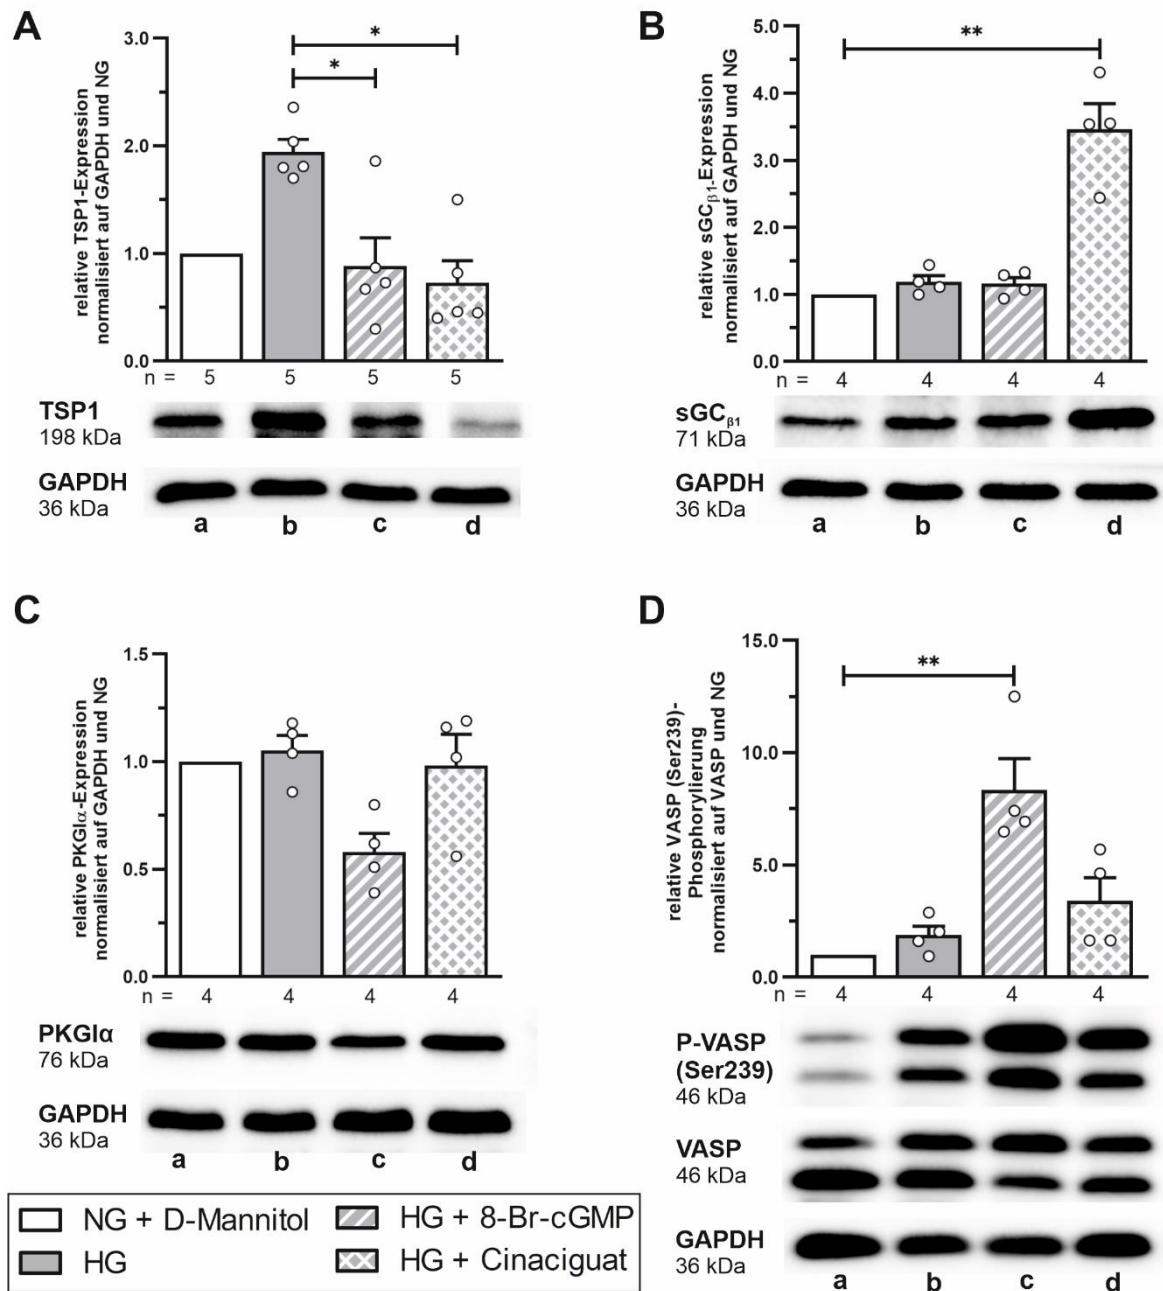 A
relative TSP1-Expression
normalisiert auf GAPDH und NG
3.0
2.0
1.0
0.0
*
*
n = 5 5 5 5
TSP1
198 kDa
GAPDH
36 kDa
a b c d
B
relative sGCβ1-Expression
normalisiert auf GAPDH und NG
5.0
4.0
3.0
2.0
1.0
0.0
**
n = 4 4 4 4
sGCβ1
71 kDa
GAPDH
36 kDa
a b c d
C
relative PKGIα-Expression
normalisiert auf GAPDH und NG
1.5
1.0
0.5
0.0
n = 4 4 4 4
PKGIα
76 kDa
GAPDH
36 kDa
a b c d
D
relative VASP (Ser239)-
Phosphorylierung
normalisiert auf VASP und NG
15.0
10.0
5.0
0.0
**
n = 4 4 4 4
P-VASP
(Ser239)
46 kDa
VASP
46 kDa
GAPDH
36 kDa
a b c d
NG + D-Mannitol
HG
HG + 8-Br-cGMP
HG + Cinaciguat